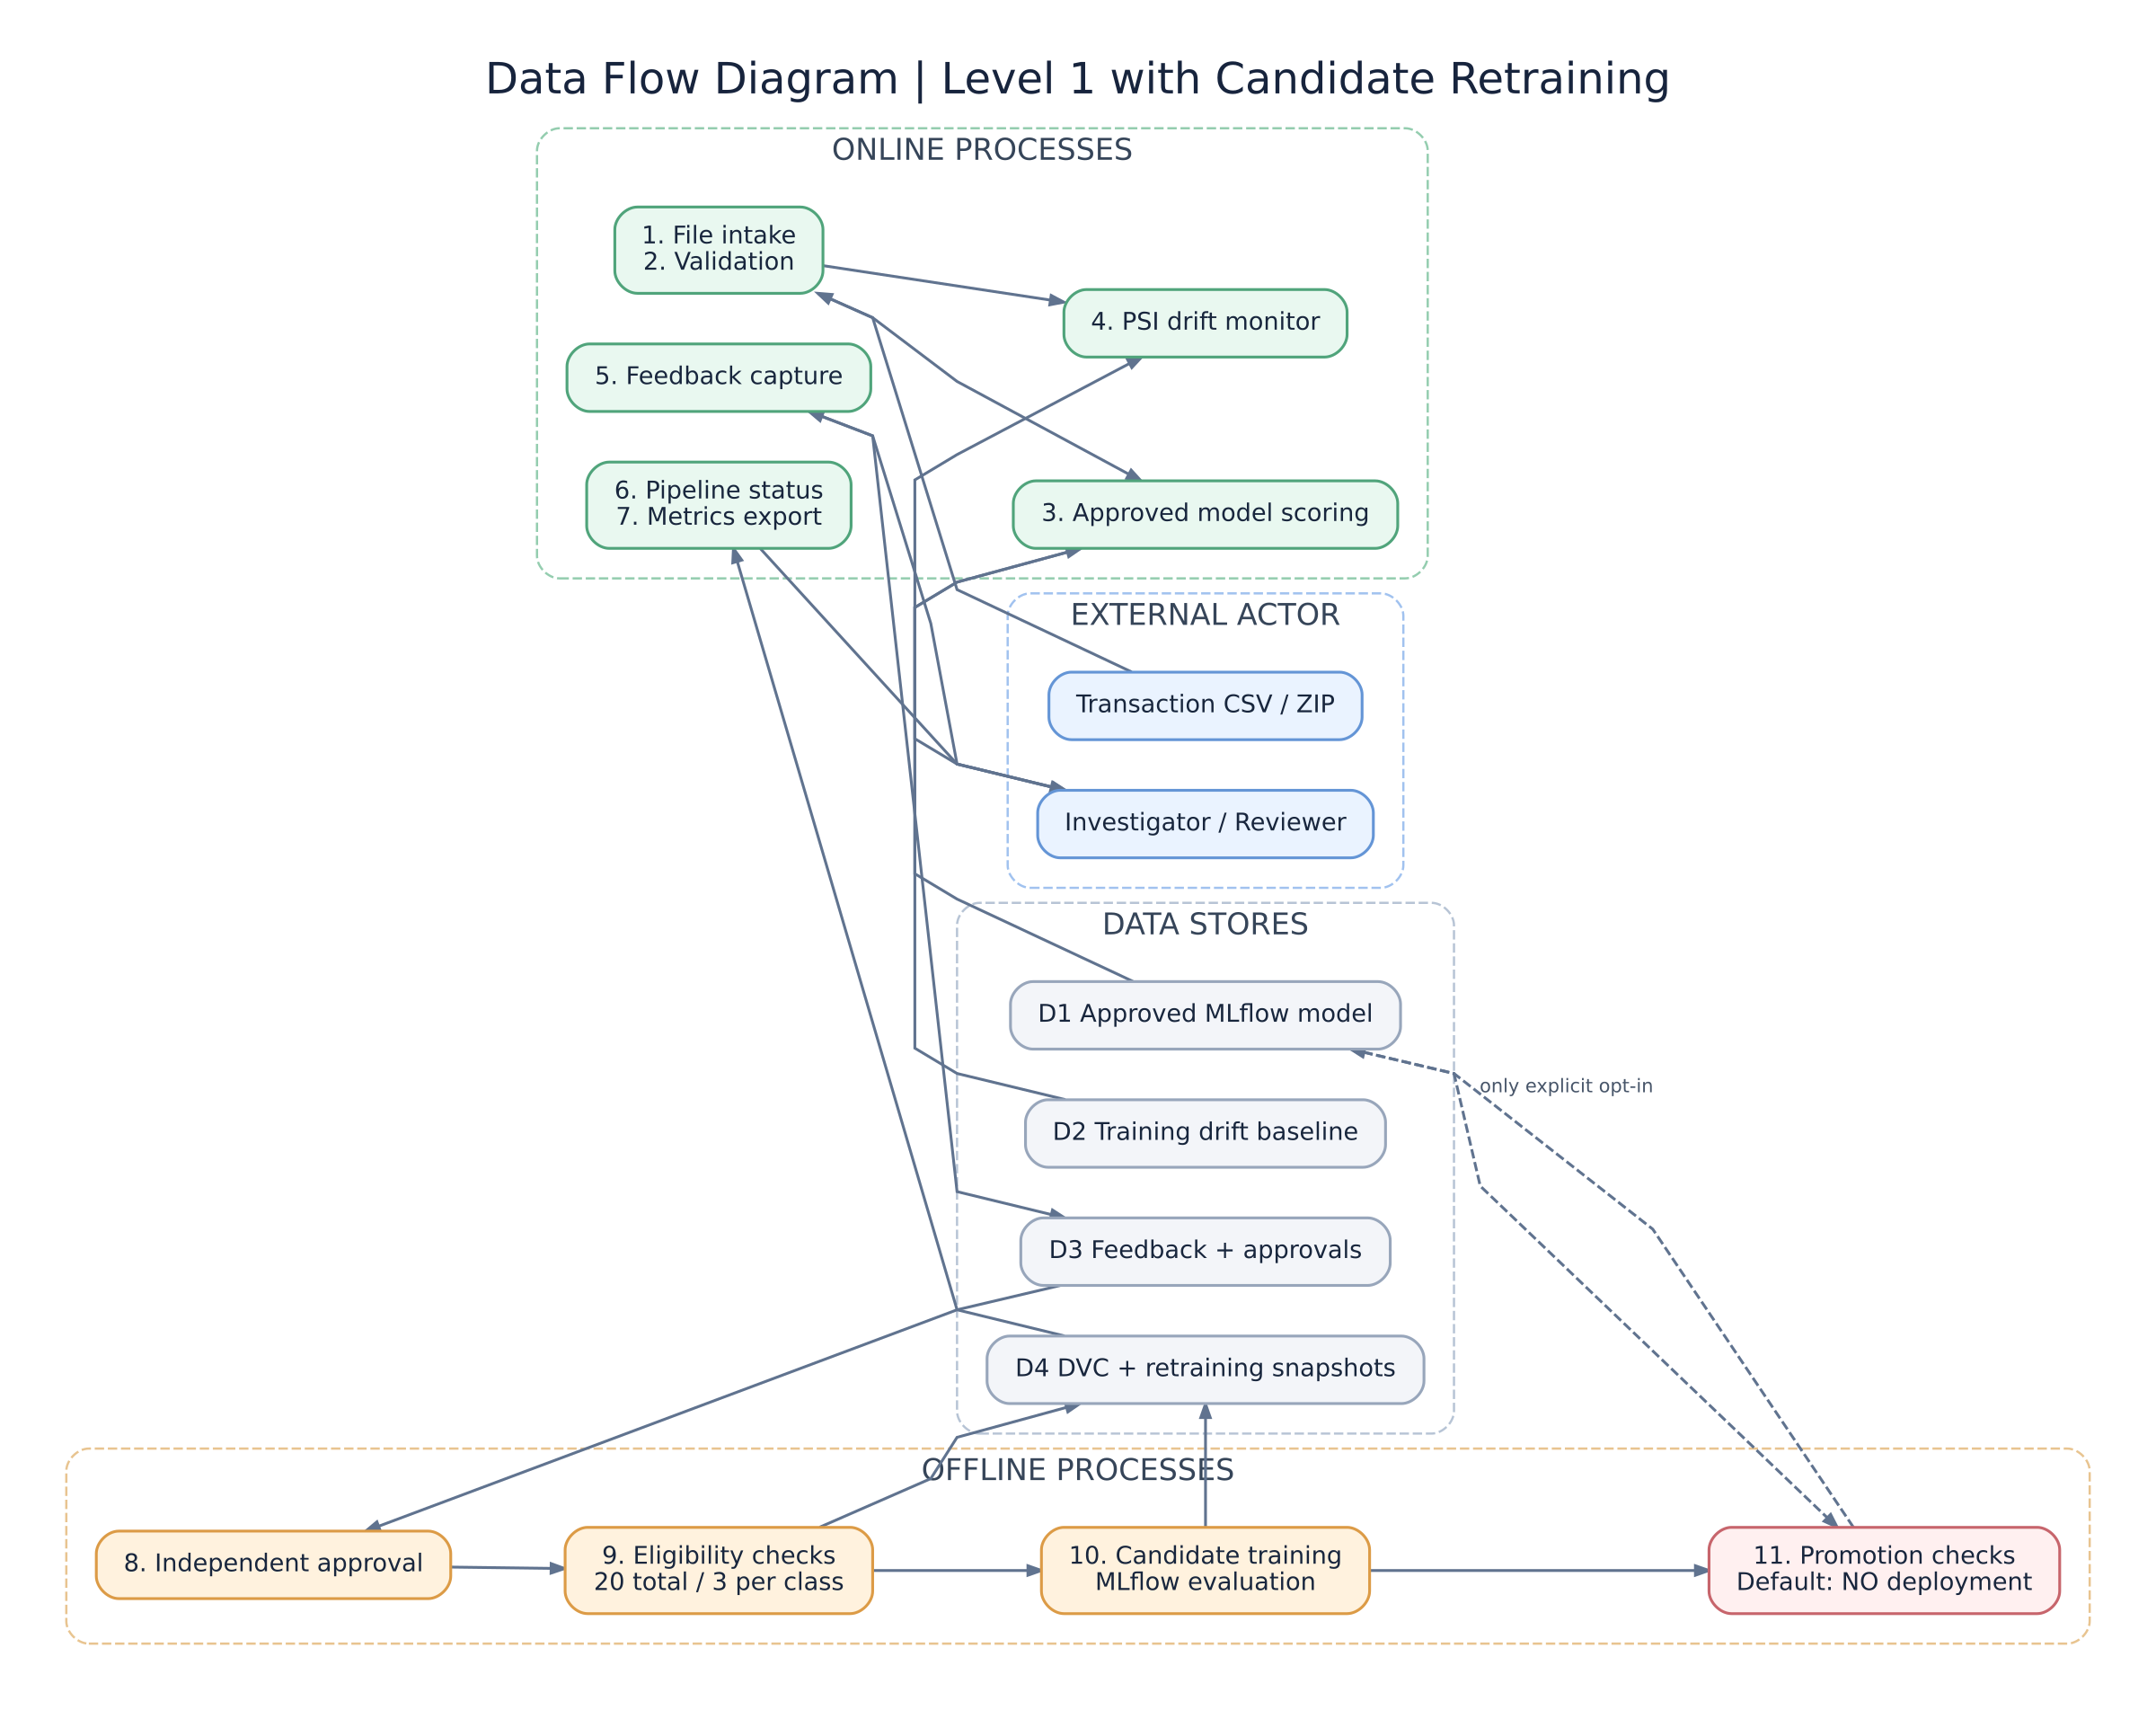 Data Flow Diagram | Level 1 with Candidate Retraining
ONLINE PROCESSES
1. File intake
2. Validation
4. PSI drift monitor
5. Feedback capture
6. Pipeline status
7. Metrics export
3. Approved model scoring
EXTERNAL ACTOR
Transaction CSV / ZIP
Investigator / Reviewer
DATA STORES
D1 Approved MLflow model
only explicit opt-in
D2 Training drift baseline
D3 Feedback + approvals
D4 DVC + retraining snapshots
OFFLINE PROCESSES
8. Independent approval
9. Eligibility checks
20 total / 3 per class
10. Candidate training
MLflow evaluation
11. Promotion checks
Default: NO deployment